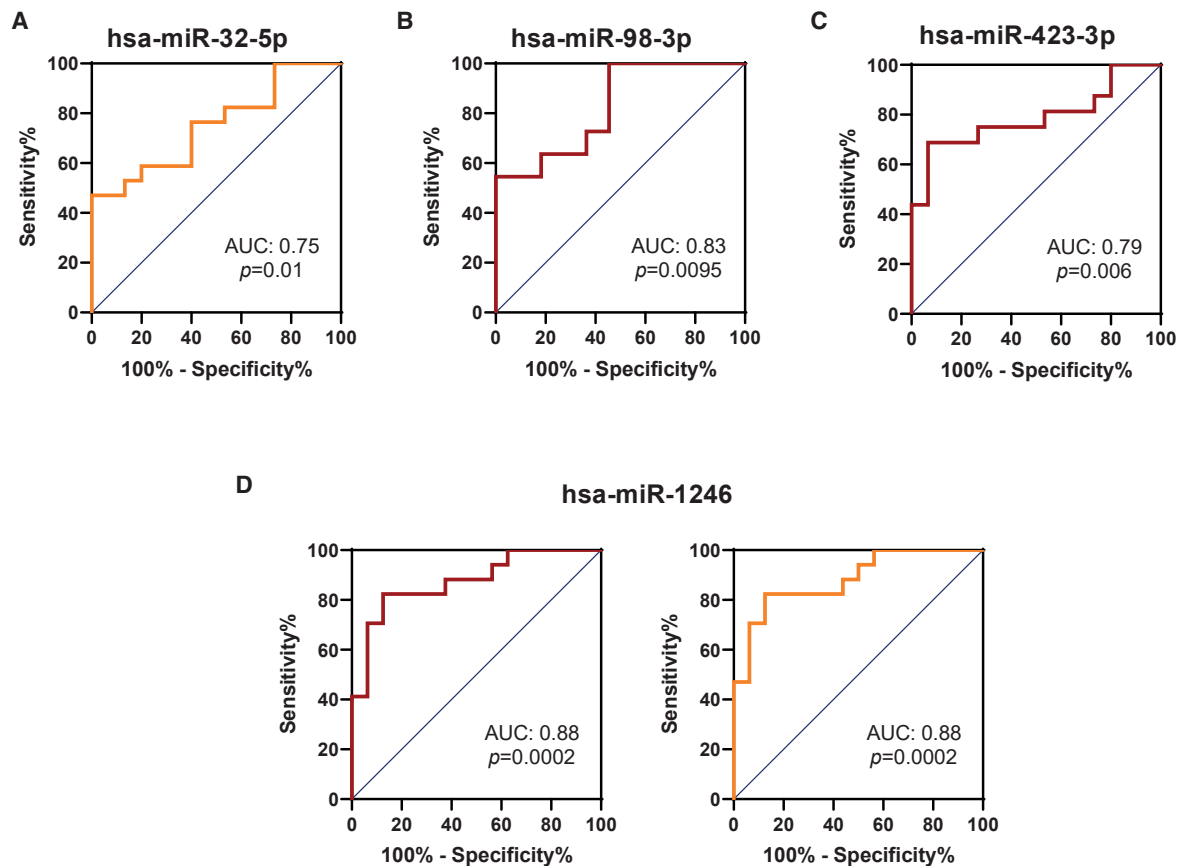 A
hsa-miR-32-5p
Sensitivity%
100
80
60
40
20
0
AUC: 0.75
p=0.01
0 20 40 60 80 100
100% - Specificity%
B
hsa-miR-98-3p
Sensitivity%
100
80
60
40
20
0
AUC: 0.83
p=0.0095
0 20 40 60 80 100
100% - Specificity%
C
hsa-miR-423-3p
Sensitivity%
100
80
60
40
20
0
AUC: 0.79
p=0.006
0 20 40 60 80 100
100% - Specificity%
D
hsa-miR-1246
Sensitivity%
100
80
60
40
20
0
AUC: 0.88
p=0.0002
0 20 40 60 80 100
100% - Specificity%
Sensitivity%
100
80
60
40
20
0
AUC: 0.88
p=0.0002
0 20 40 60 80 100
100% - Specificity%